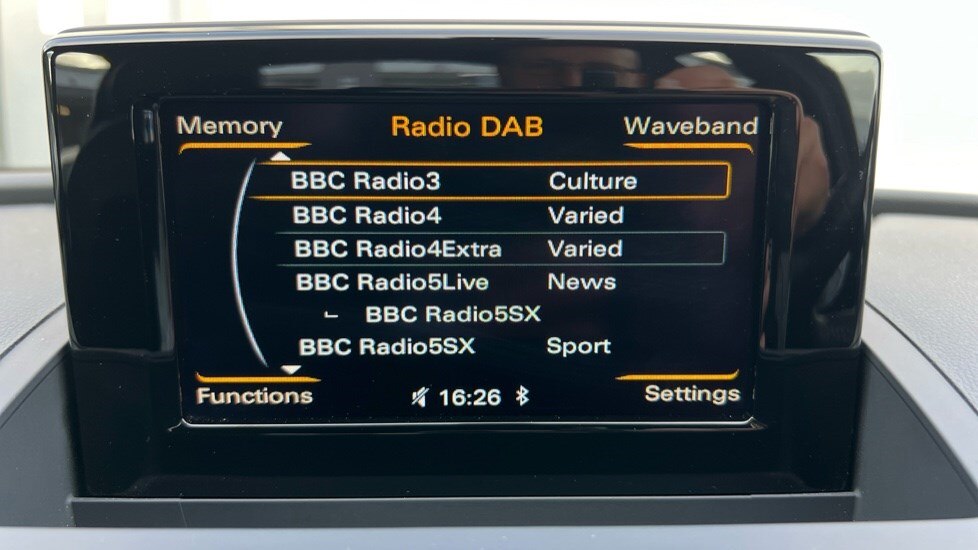 Memory Radio DAB Waveband
BBC Radio3 Culture
BBC Radio4 Varied
BBC Radio4Extra Varied
BBC Radio5Live News
BBC Radio5SX
BBC Radio5SX Sport
Functions 16:26 Settings